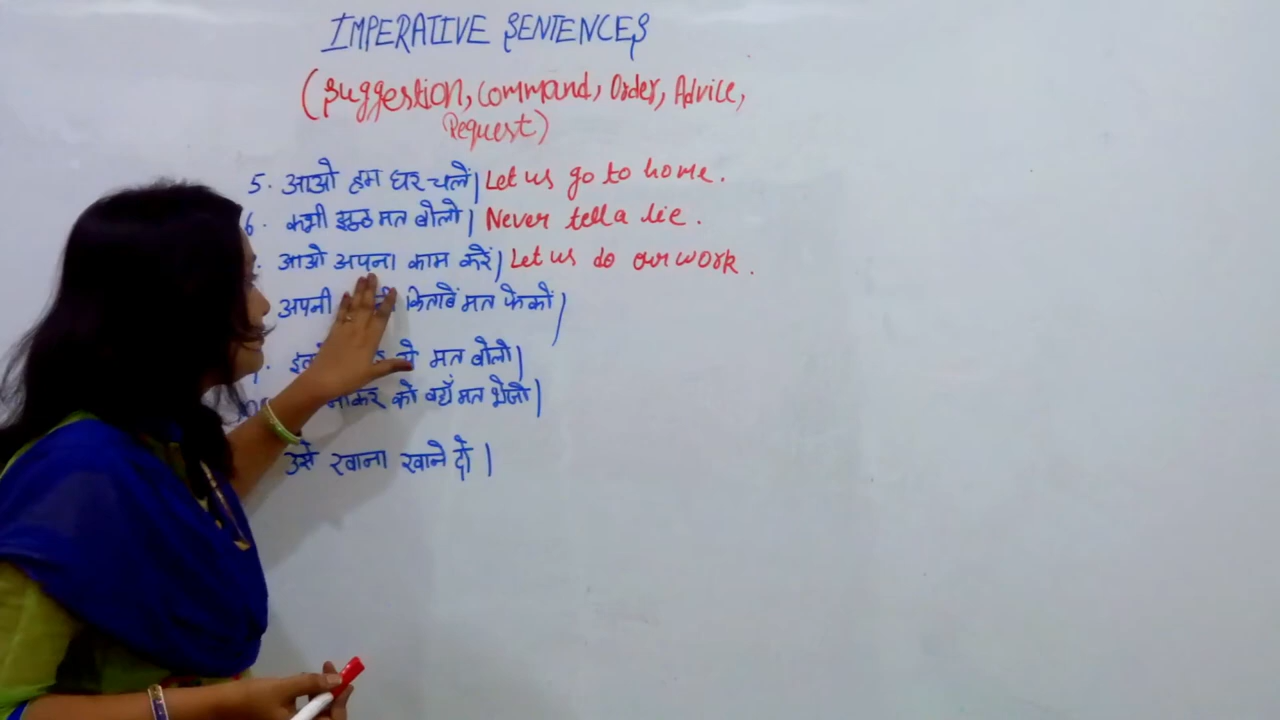 IMPERATIVE SENTENCES
(Suggestion, Command, Order, Advice,
Request)
5. आओ हम घर चलें| Let us go to home.
6. कभी झूठ मत बोलो| Never tell a lie.
आओ अपना काम करें| Let us do our work.
अपनी किताबें मत फेंको|
से मत बोलो|
को वहाँ मत भेजो|
उसे खाना खाने दो|